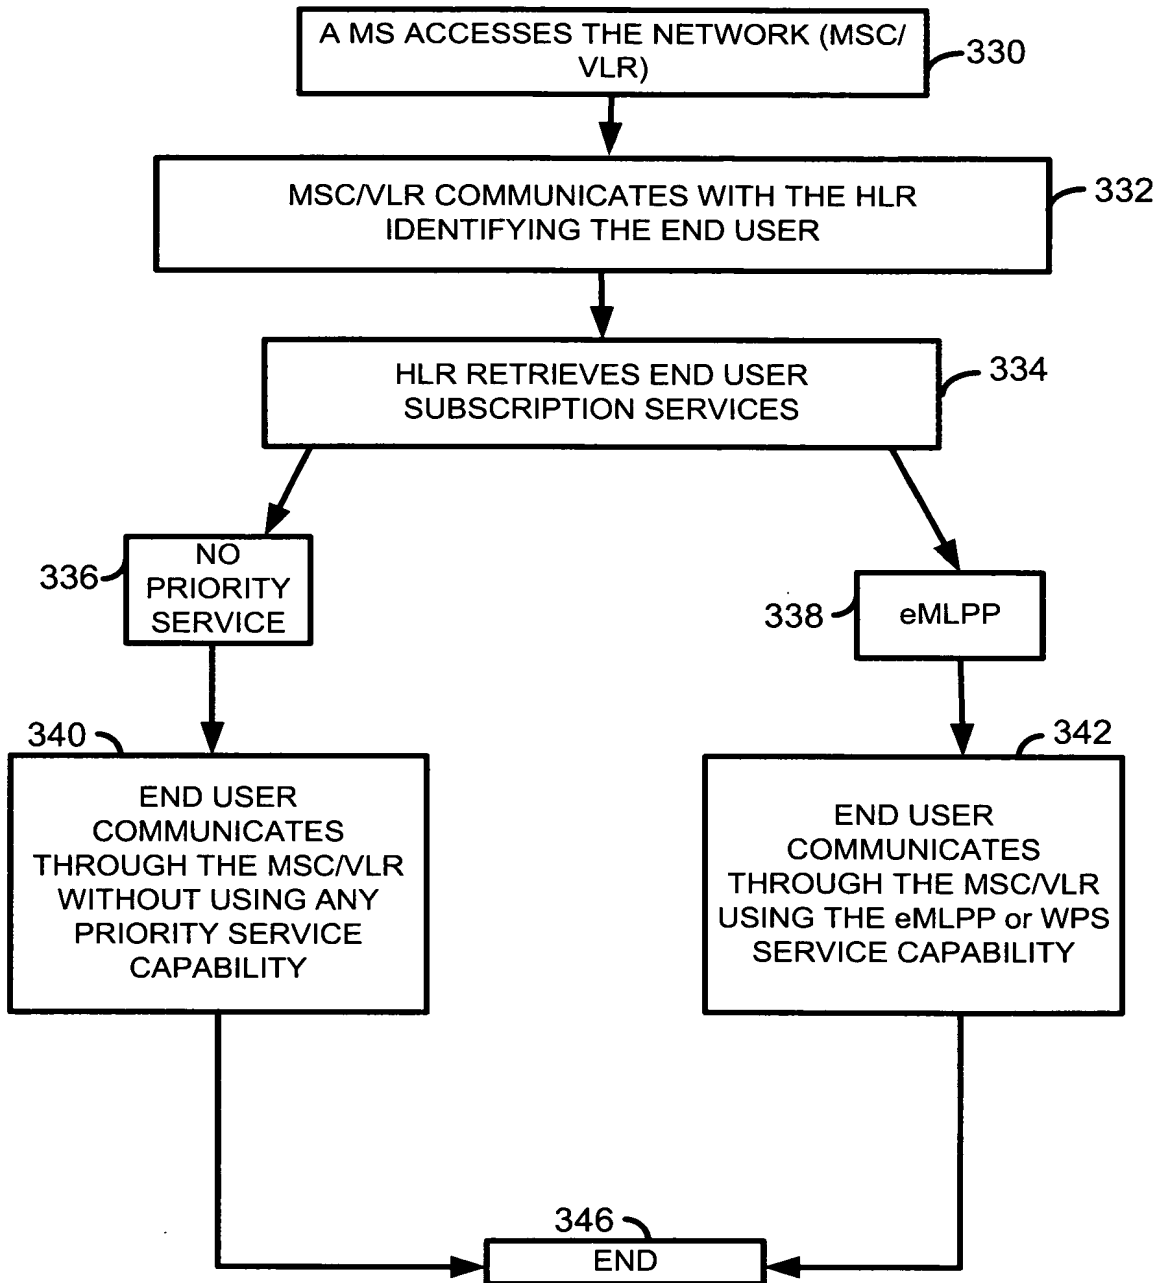 A MS ACCESSES THE NETWORK (MSC/
VLR)
330
MSC/VLR COMMUNICATES WITH THE HLR
IDENTIFYING THE END USER
332
HLR RETRIEVES END USER
SUBSCRIPTION SERVICES
334
336
NO
PRIORITY
SERVICE
338
eMLPP
340
END USER
COMMUNICATES
THROUGH THE MSC/VLR
WITHOUT USING ANY
PRIORITY SERVICE
CAPABILITY
342
END USER
COMMUNICATES
THROUGH THE MSC/VLR
USING THE eMLPP or WPS
SERVICE CAPABILITY
346
END